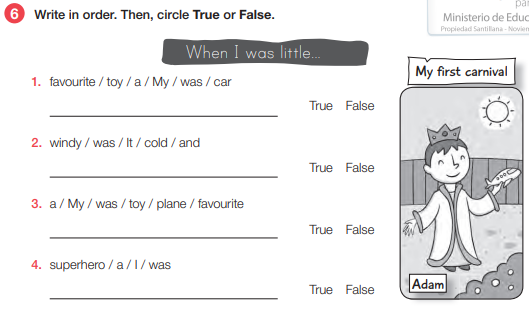 6 Write in order. Then, circle True or False.
Ministerio de Educ
Propiedad Santillana - Novien
When I was little...
My first carnival
1. favourite / toy / a / My / was / car
True False
2. windy / was / It / cold / and
True False
3. a / My / was / toy / plane / favourite
True False
4. superhero / a / I / was
True False
Adam